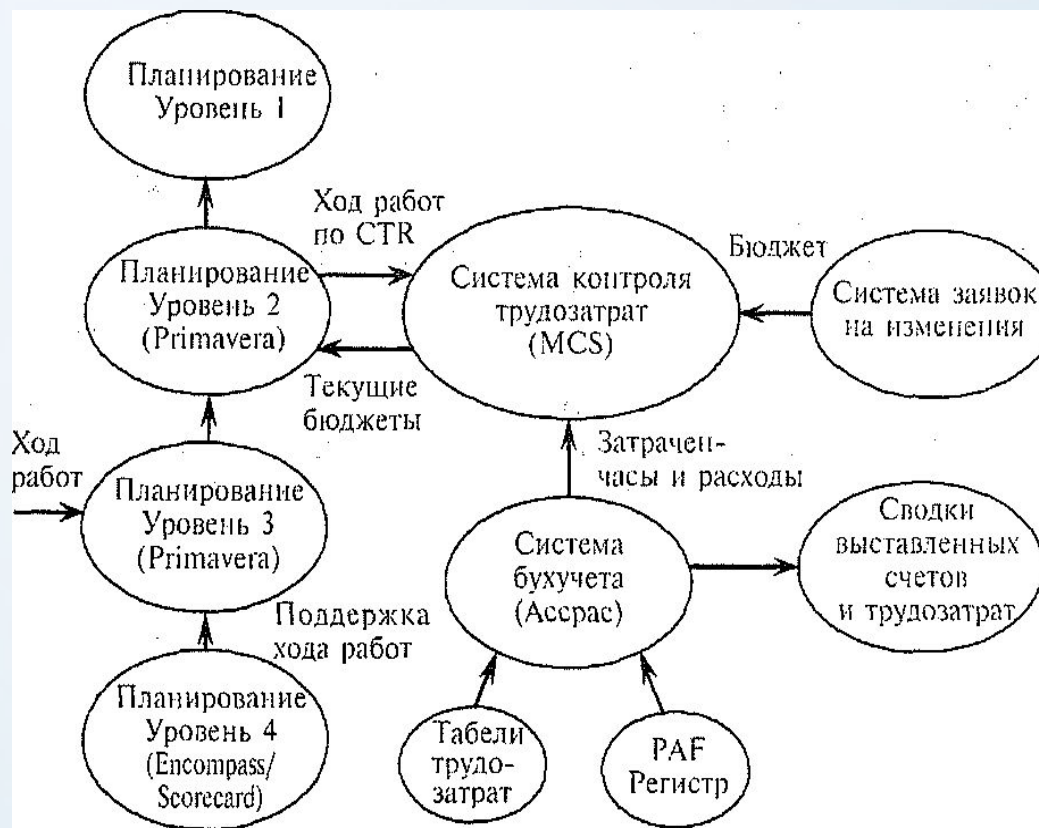 Планирование
Уровень 1
Ход работ
по CTR
Планирование
Уровень 2
(Primavera)
Система контроля
трудозатрат
(MCS)
Бюджет
Система заявок
на изменения
Текущие
бюджеты
Ход
работ
Планирование
Уровень 3
(Primavera)
Затрачен-
часы и расходы
Система
бухучета
(Accpac)
Сводки
выставленных
счетов
и трудозатрат
Поддержка
хода работ
Планирование
Уровень 4
(Encompass/
Scorecard)
Табели
трудо-
затрат
PAF
Регистр